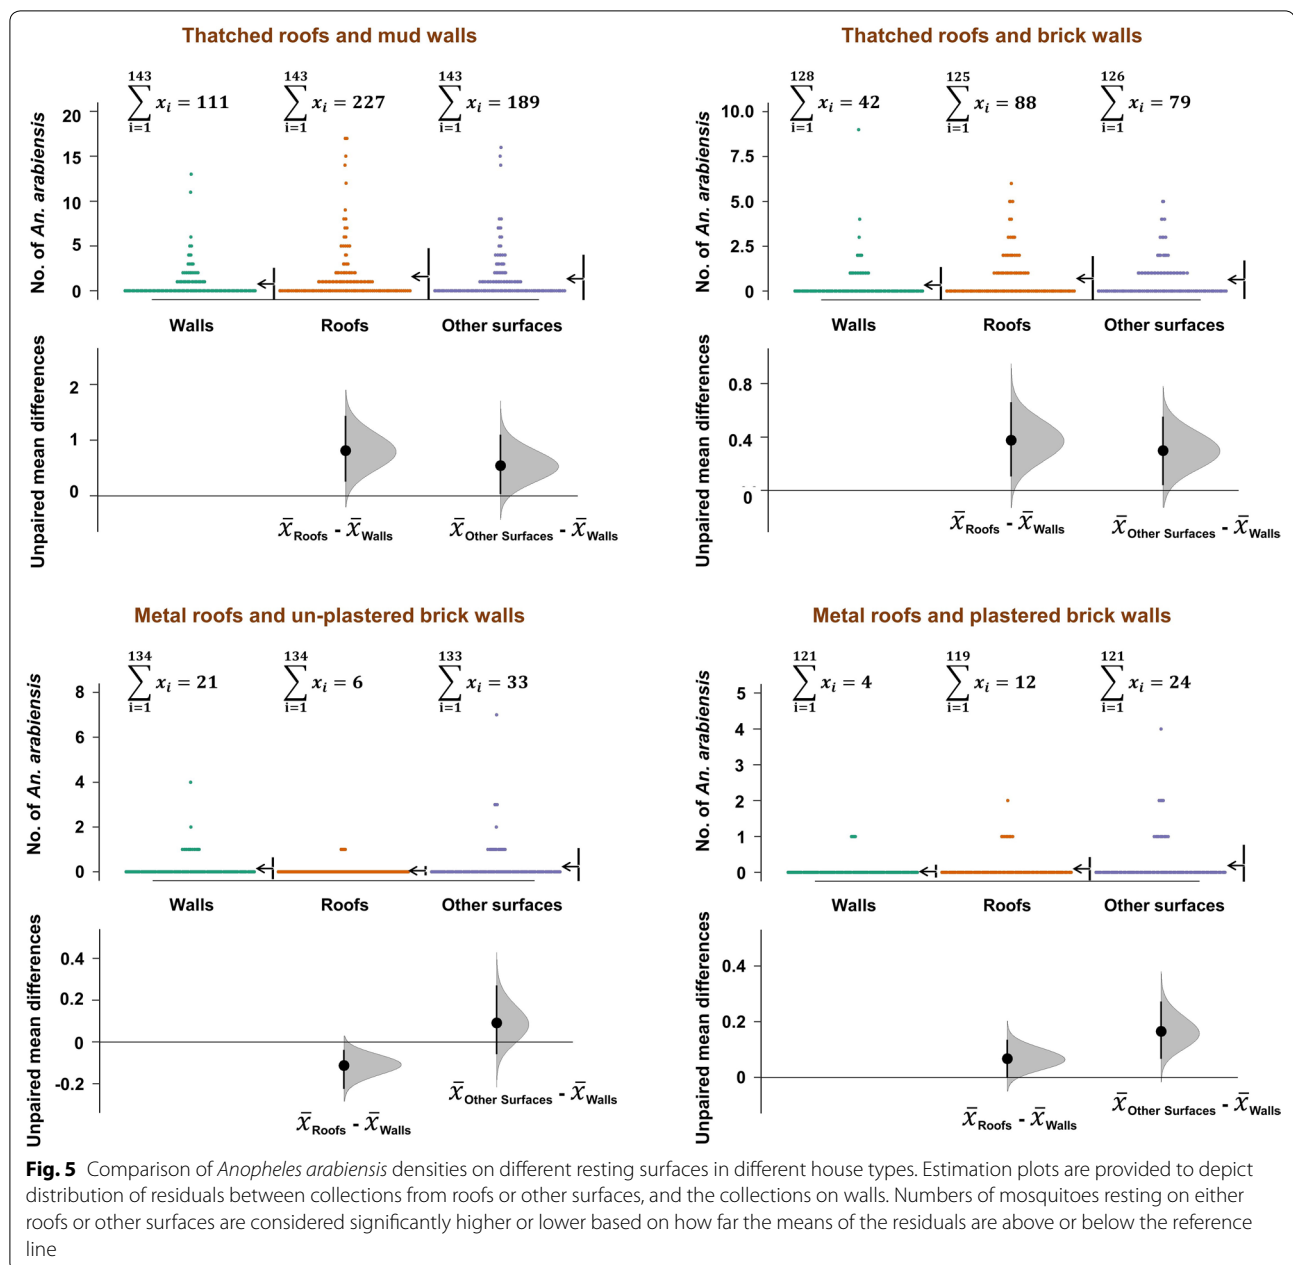 Thatched roofs and mud walls
143 ∑ i=1 xᵢ = 111
143 ∑ i=1 xᵢ = 227
143 ∑ i=1 xᵢ = 189
No. of An. arabiensis
20
15
10
5
0
Walls
Roofs
Other surfaces
Unpaired mean differences
2
1
0
x̅Roofs - x̅Walls
x̅Other Surfaces - x̅Walls
Thatched roofs and brick walls
128 ∑ i=1 xᵢ = 42
125 ∑ i=1 xᵢ = 88
126 ∑ i=1 xᵢ = 79
No. of An. arabiensis
10.0
7.5
5.0
2.5
0
Walls
Roofs
Other surfaces
Unpaired mean differences
0.8
0.4
0
x̅Roofs - x̅Walls
x̅Other Surfaces - x̅Walls
Metal roofs and un-plastered brick walls
134 ∑ i=1 xᵢ = 21
134 ∑ i=1 xᵢ = 6
133 ∑ i=1 xᵢ = 33
No. of An. arabiensis
8
6
4
2
0
Walls
Roofs
Other surfaces
Unpaired mean differences
0.4
0.2
0
-0.2
x̅Roofs - x̅Walls
x̅Other Surfaces - x̅Walls
Metal roofs and plastered brick walls
121 ∑ i=1 xᵢ = 4
119 ∑ i=1 xᵢ = 12
121 ∑ i=1 xᵢ = 24
No. of An. arabiensis
5
4
3
2
1
0
Walls
Roofs
Other surfaces
Unpaired mean differences
0.4
0.2
0
x̅Roofs - x̅Walls
x̅Other Surfaces - x̅Walls
Fig. 5 Comparison of Anopheles arabiensis densities on different resting surfaces in different house types. Estimation plots are provided to depict
distribution of residuals between collections from roofs or other surfaces, and the collections on walls. Numbers of mosquitoes resting on either
roofs or other surfaces are considered significantly higher or lower based on how far the means of the residuals are above or below the reference
line